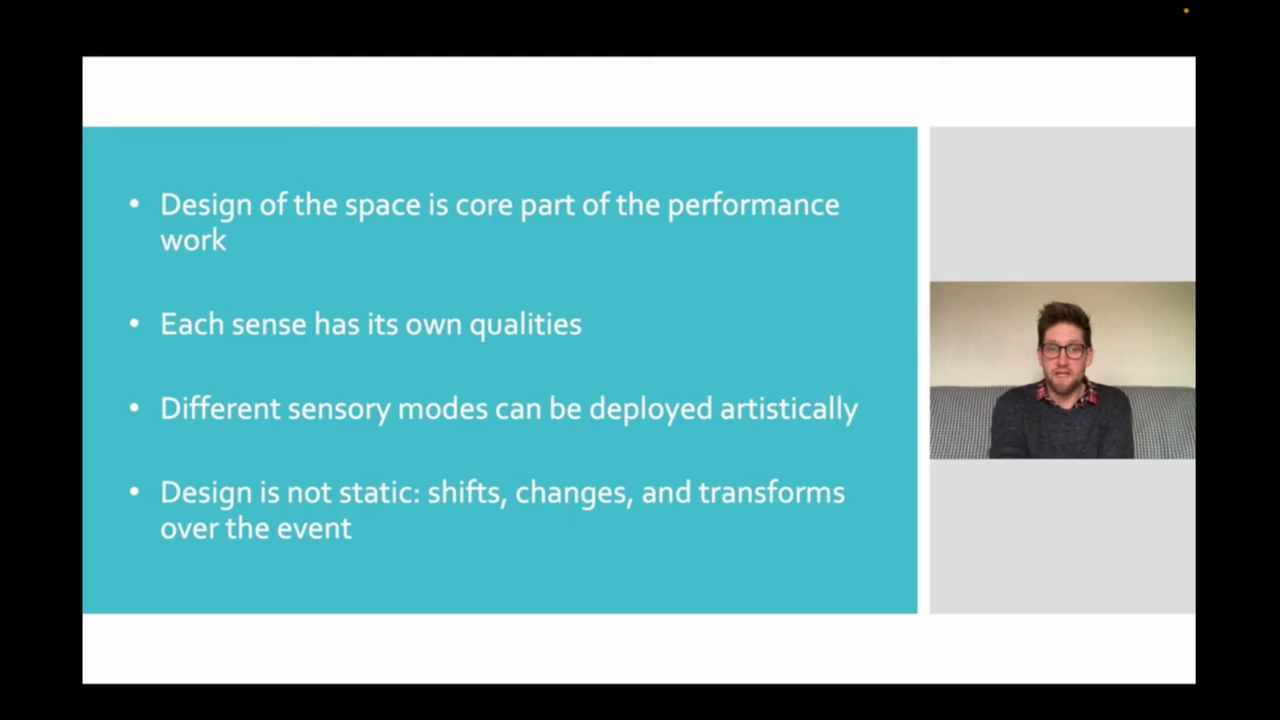 • Design of the space is core part of the performance
work
• Each sense has its own qualities
• Different sensory modes can be deployed artistically
• Design is not static: shifts, changes, and transforms
over the event